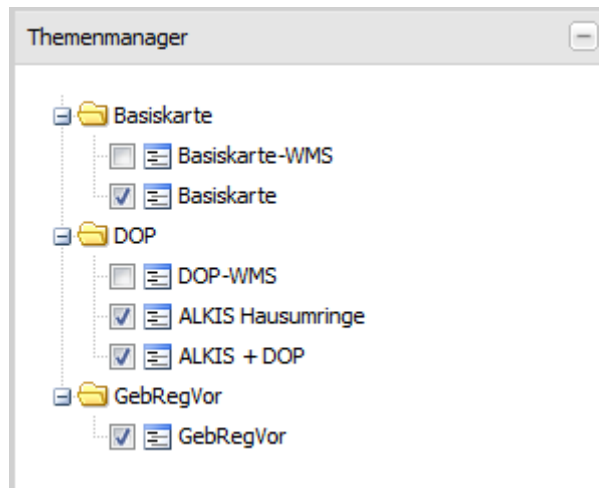 Themenmanager
Basiskarte
Basiskarte-WMS
Basiskarte
DOP
DOP-WMS
ALKIS Hausumringe
ALKIS + DOP
GebRegVor
GebRegVor